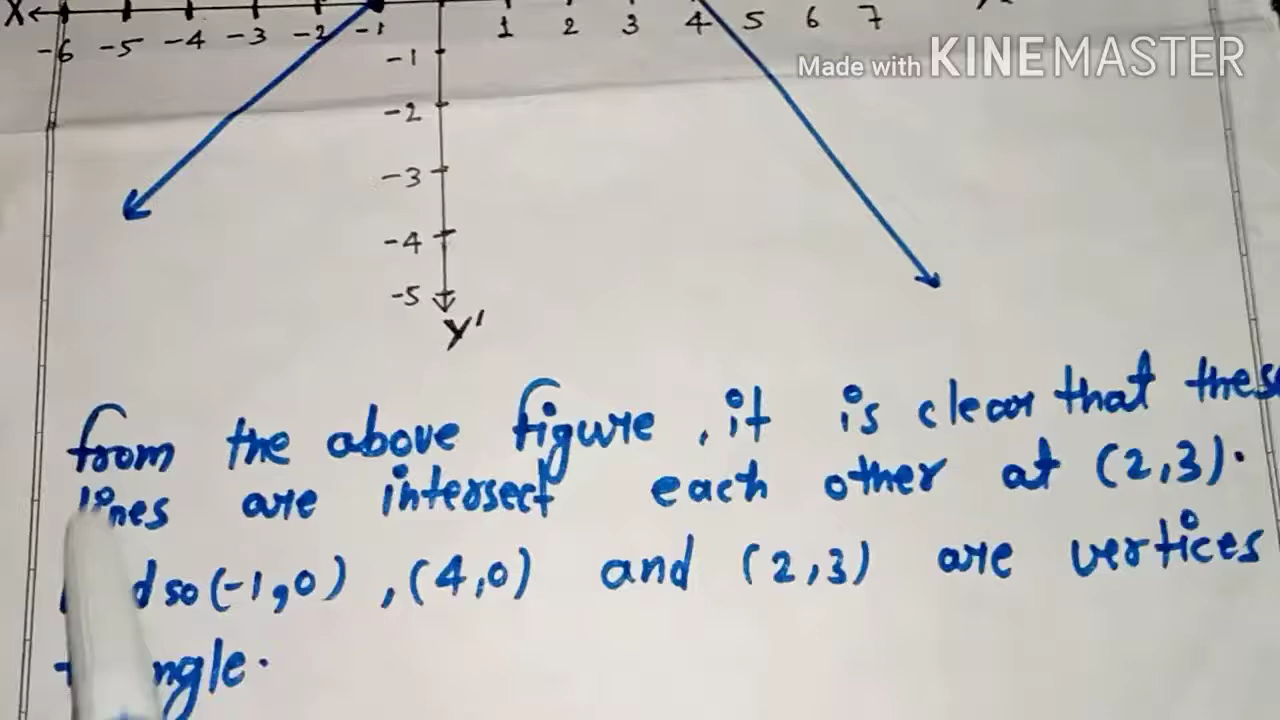 X
-6 -5 -4 -3 -2 -1 1 2 3 4 5 6 7
-1
Made with KINEMASTER
-2
-3
-4
-5
Y'
from the above figure, it is clear that these
lines are intersect each other at (2,3).
so (-1,0), (4,0) and (2,3) are vertices